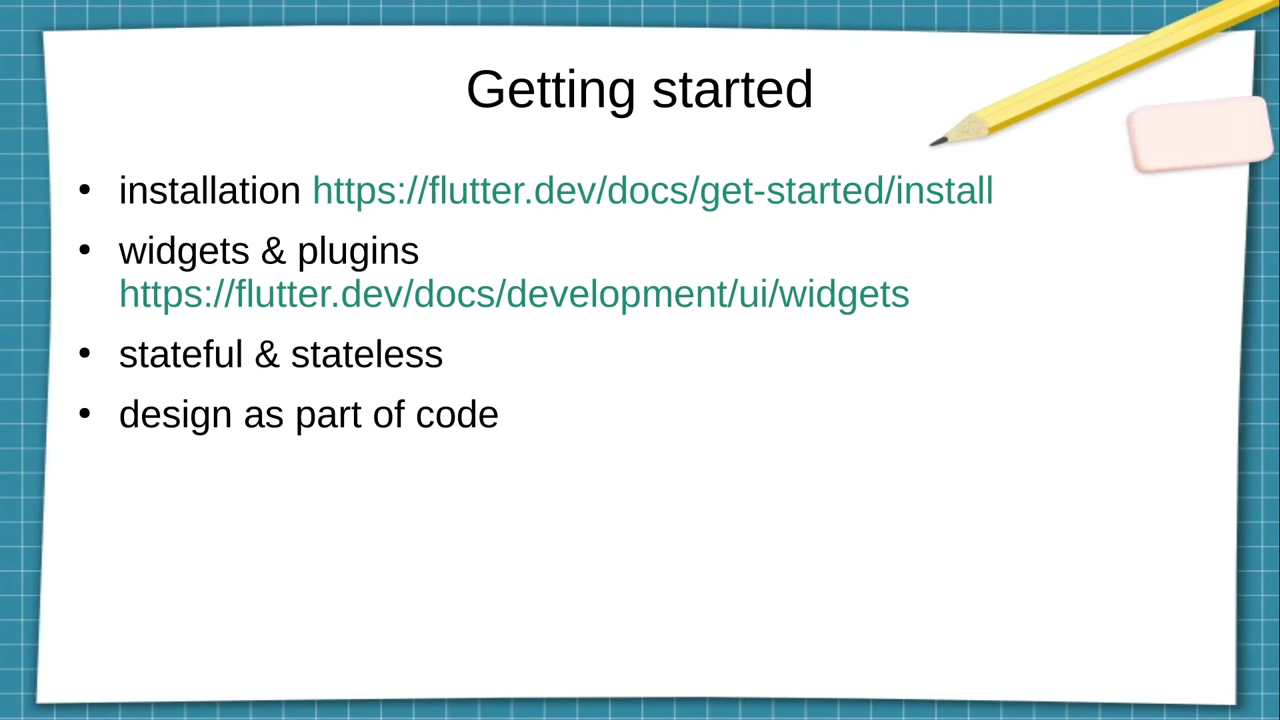 Getting started
• installation https://flutter.dev/docs/get-started/install
• widgets & plugins
https://flutter.dev/docs/development/ui/widgets
• stateful & stateless
• design as part of code